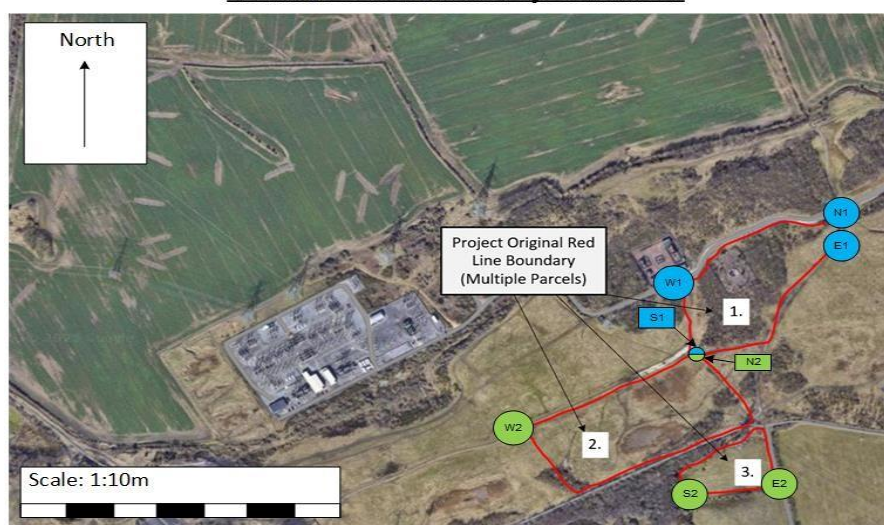 North
N1
E1
Project Original Red
Line Boundary
(Multiple Parcels)
W1
1.
S1
N2
W2
2.
3.
S2
E2
Scale: 1:10m